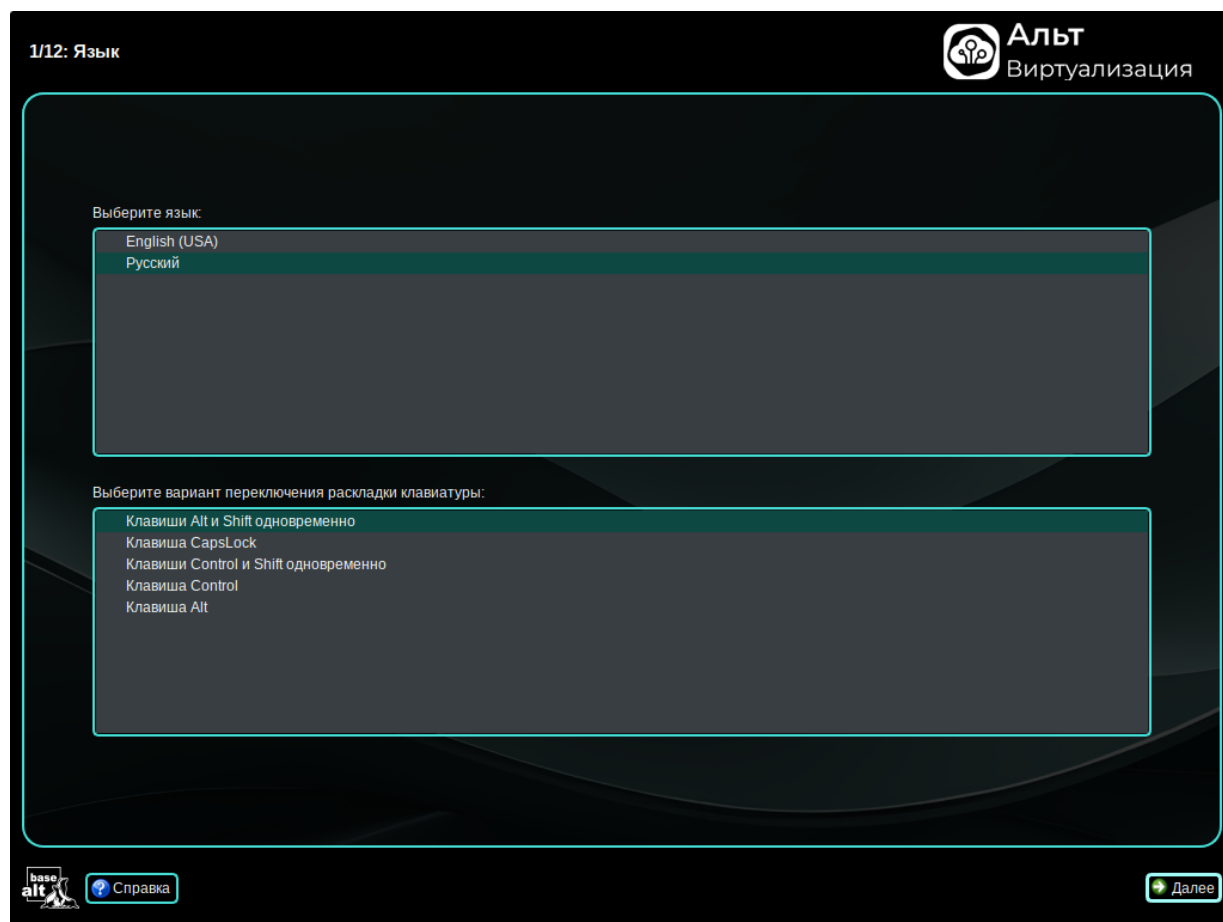 1/12: Язык
Альт
Виртуализация
Выберите язык:
English (USA)
Русский
Выберите вариант переключения раскладки клавиатуры:
Клавиши Alt и Shift одновременно
Клавиша CapsLock
Клавиши Control и Shift одновременно
Клавиша Control
Клавиша Alt
base
alt
Справка
Далее